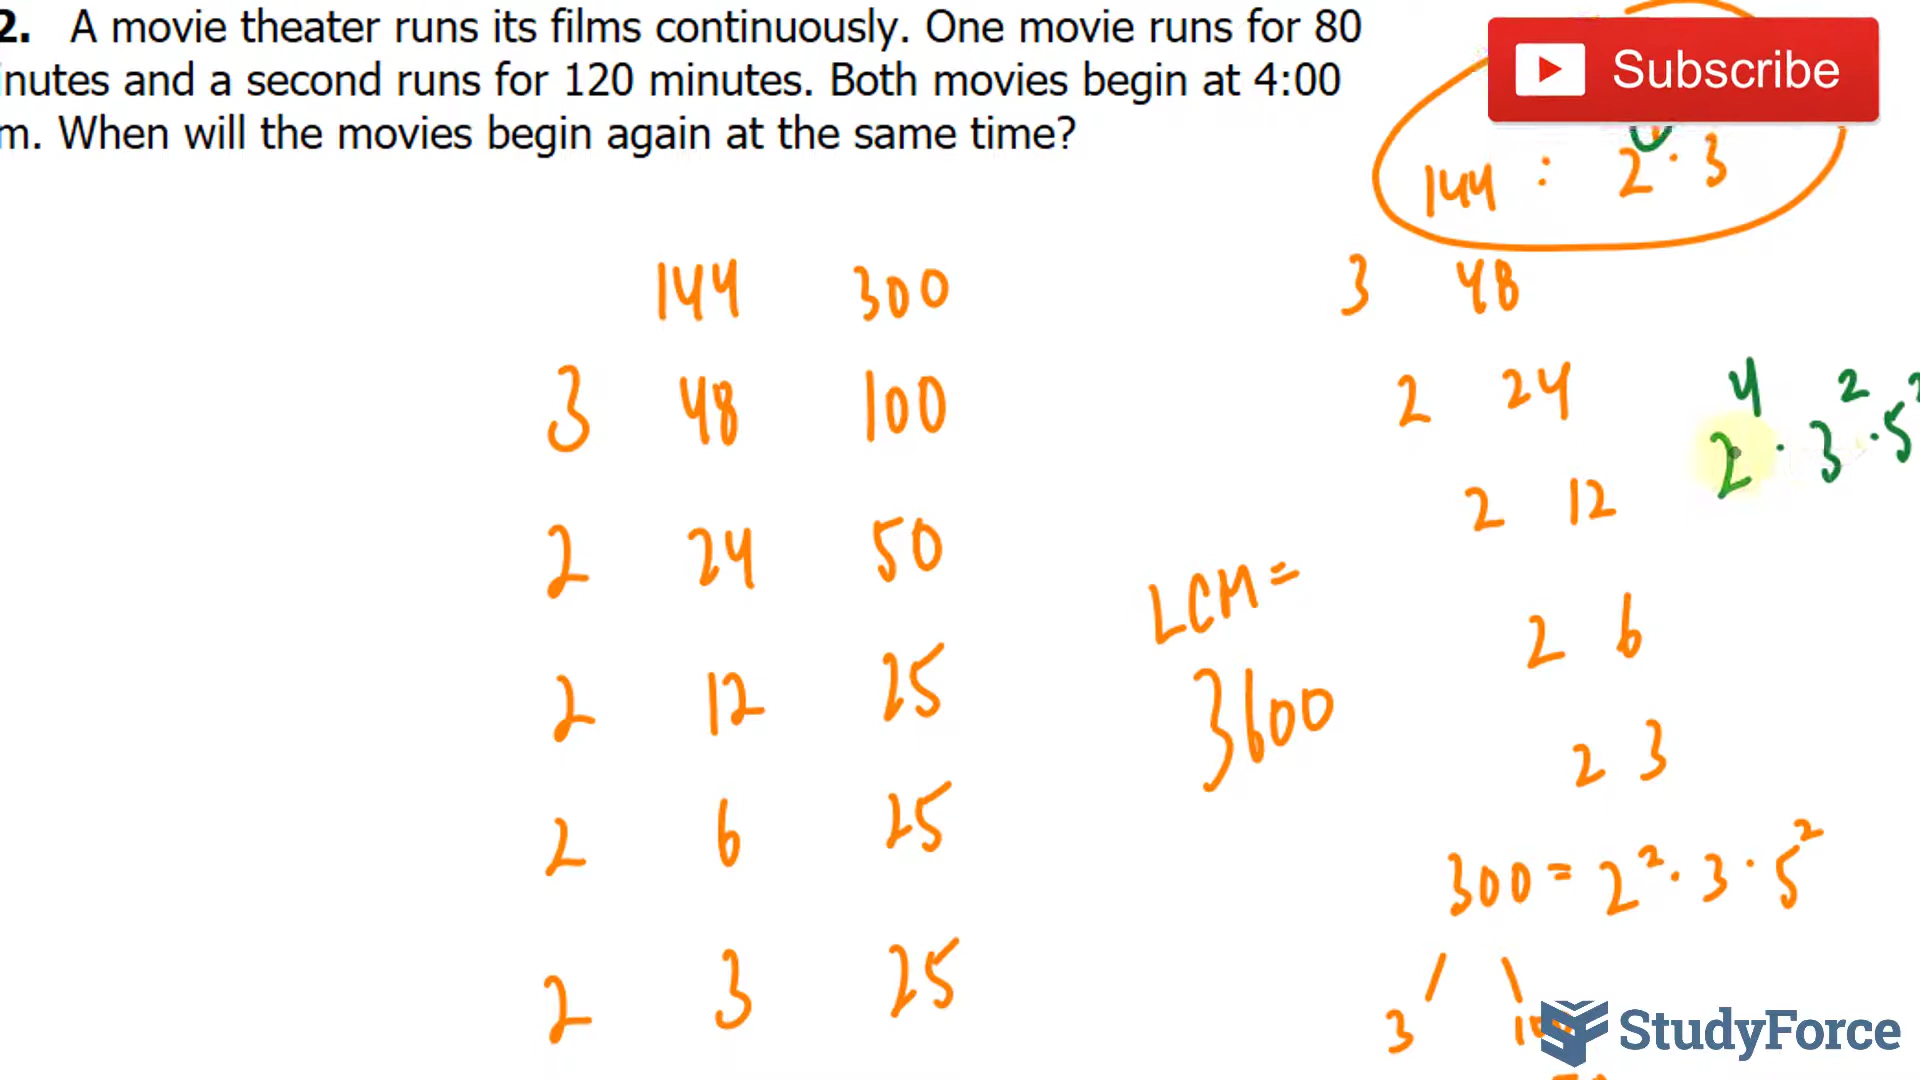 2. A movie theater runs its films continuously. One movie runs for 80
inutes and a second runs for 120 minutes. Both movies begin at 4:00
m. When will the movies begin again at the same time?
Subscribe
144 : 2 · 3
144 300
3 48 100
2 24 50
2 12 25
2 6 25
2 3 25
3 48
2 24
2 12
2 6
2 3
2⁴ · 3² · 5²
LCM =
3600
300 = 2² · 3 · 5²
3
StudyForce